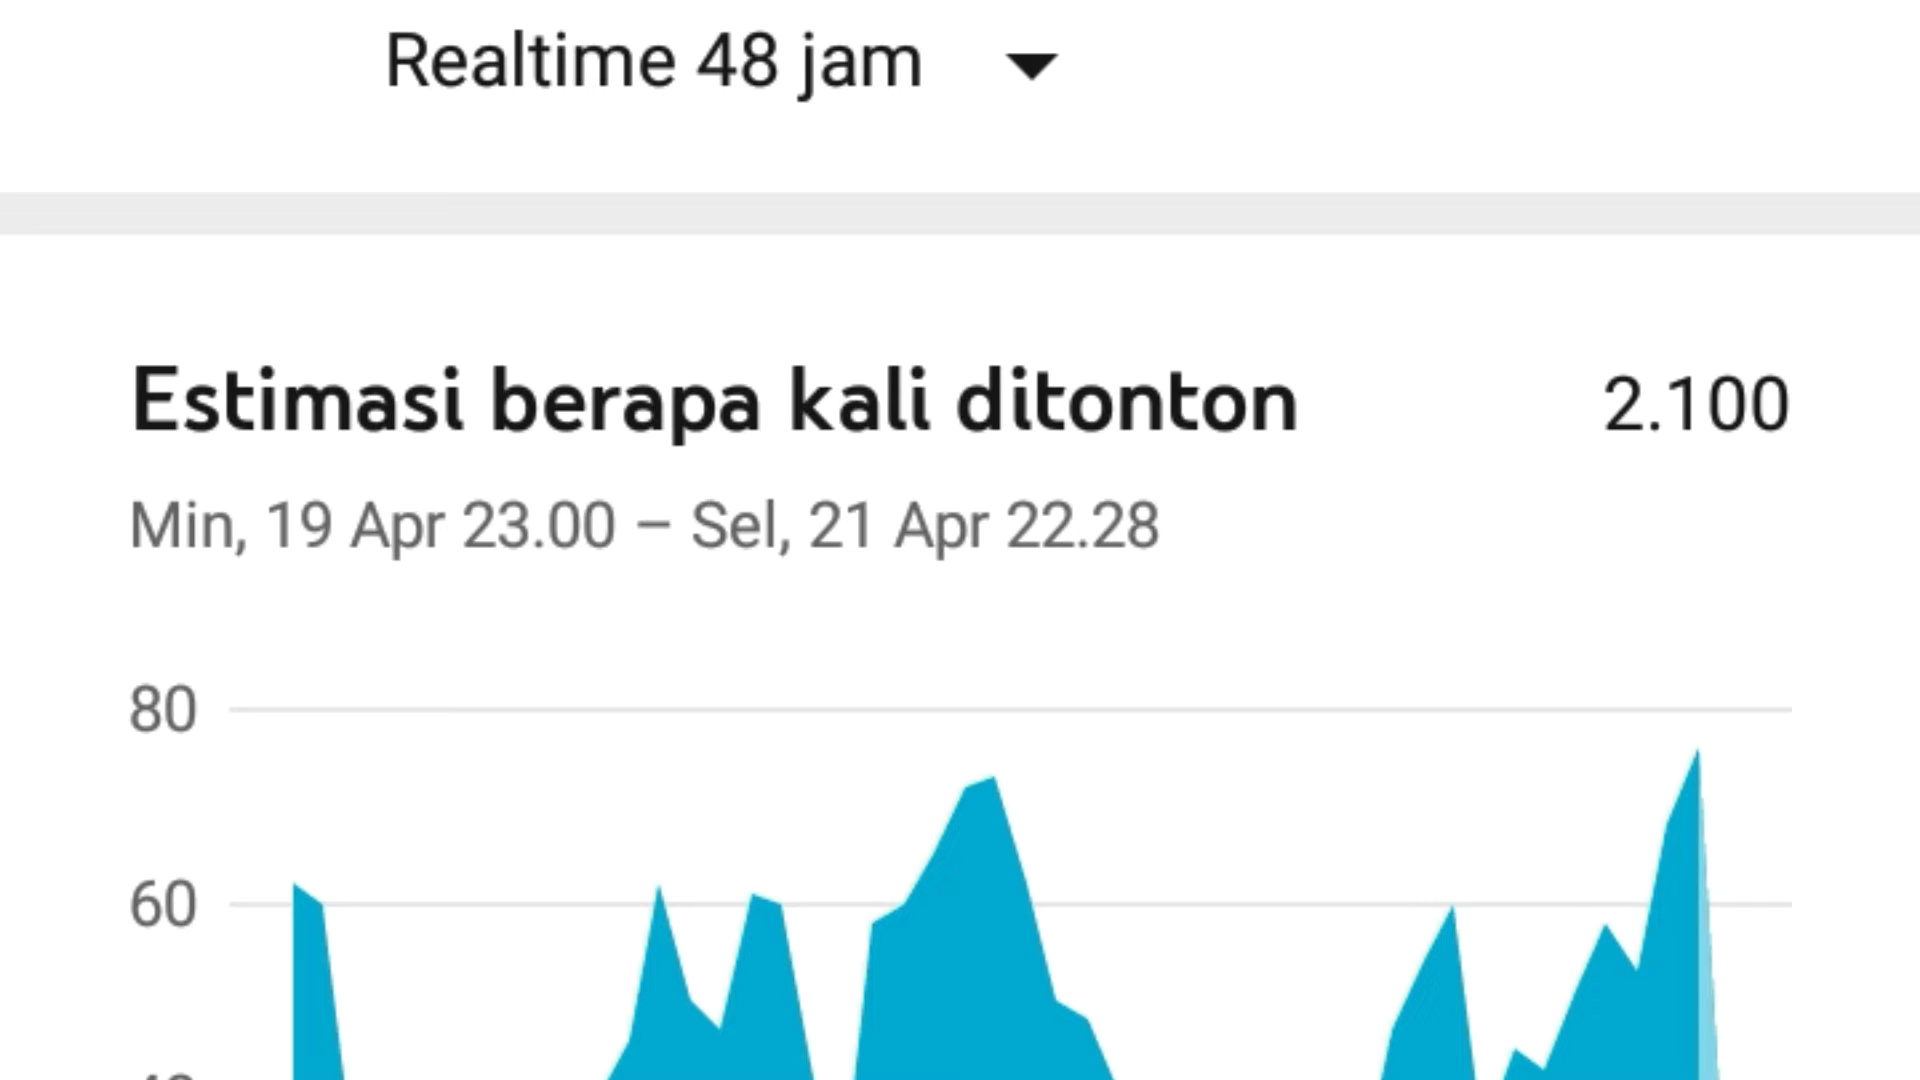 Realtime 48 jam
Estimasi berapa kali ditonton 2.100
Min, 19 Apr 23.00 – Sel, 21 Apr 22.28
80
60